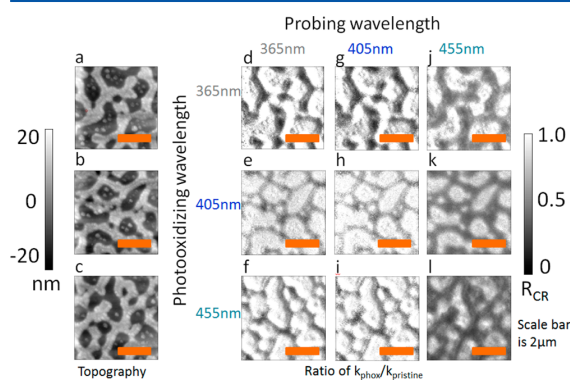 Probing wavelength
365nm 405nm 455nm
a d g j
365nm
20
0
-20
nm
b e h k
Photooxidizing wavelength
405nm
1.0
0.5
0
R_CR
c f i l
455nm
Scale bar
is 2μm
Topography
Ratio of k_phox/k_pristine